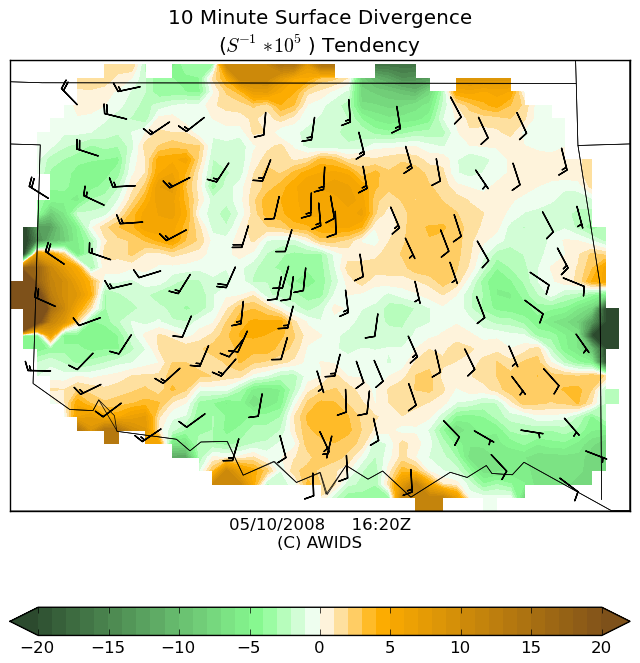 10 Minute Surface Divergence
(S⁻¹ *10⁵ ) Tendency
05/10/2008 16:20Z
(C) AWIDS
−20 −15 −10 −5 0 5 10 15 20